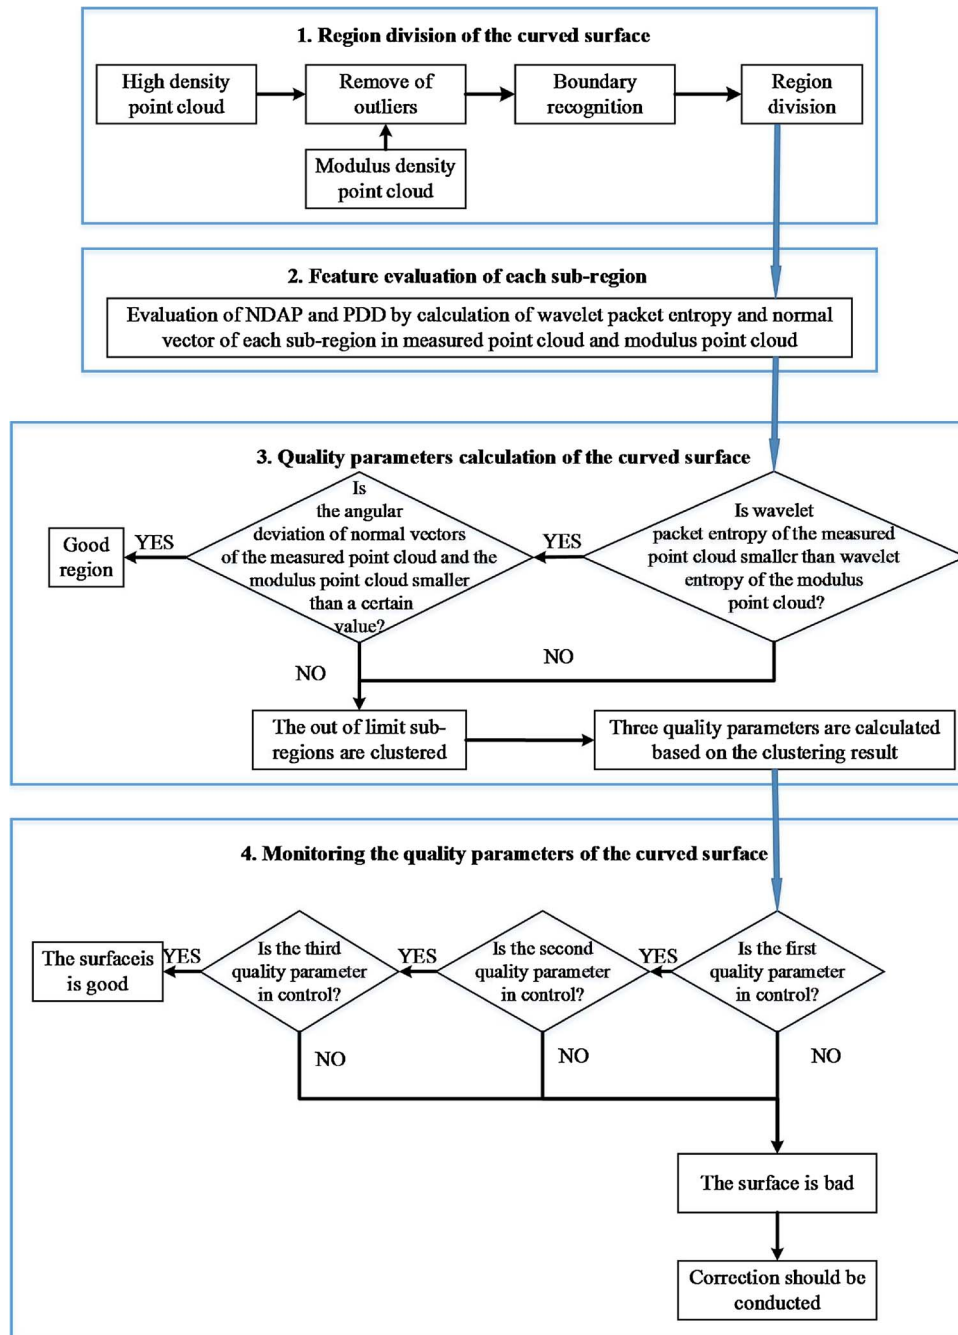 1. Region division of the curved surface
High density
point cloud
Remove of
outliers
Boundary
recognition
Region
division
Modulus density
point cloud
2. Feature evaluation of each sub-region
Evaluation of NDAP and PDD by calculation of wavelet packet entropy and normal
vector of each sub-region in measured point cloud and modulus point cloud
3. Quality parameters calculation of the curved surface
Is
the angular
deviation of normal vectors
of the measured point cloud and the
modulus point cloud smaller
than a certain
value?
Is wavelet
packet entropy of the measured
point cloud smaller than wavelet
entropy of the modulus
point cloud?
Good
region
YES
YES
NO
NO
The out of limit sub-
regions are clustered
Three quality parameters are calculated
based on the clustering result
4. Monitoring the quality parameters of the curved surface
The surfaceis
is good
YES
Is the third
quality parameter
in control?
YES
Is the second
quality parameter
in control?
YES
Is the first
quality parameter
in control?
NO
NO
NO
The surface is bad
Correction should be
conducted